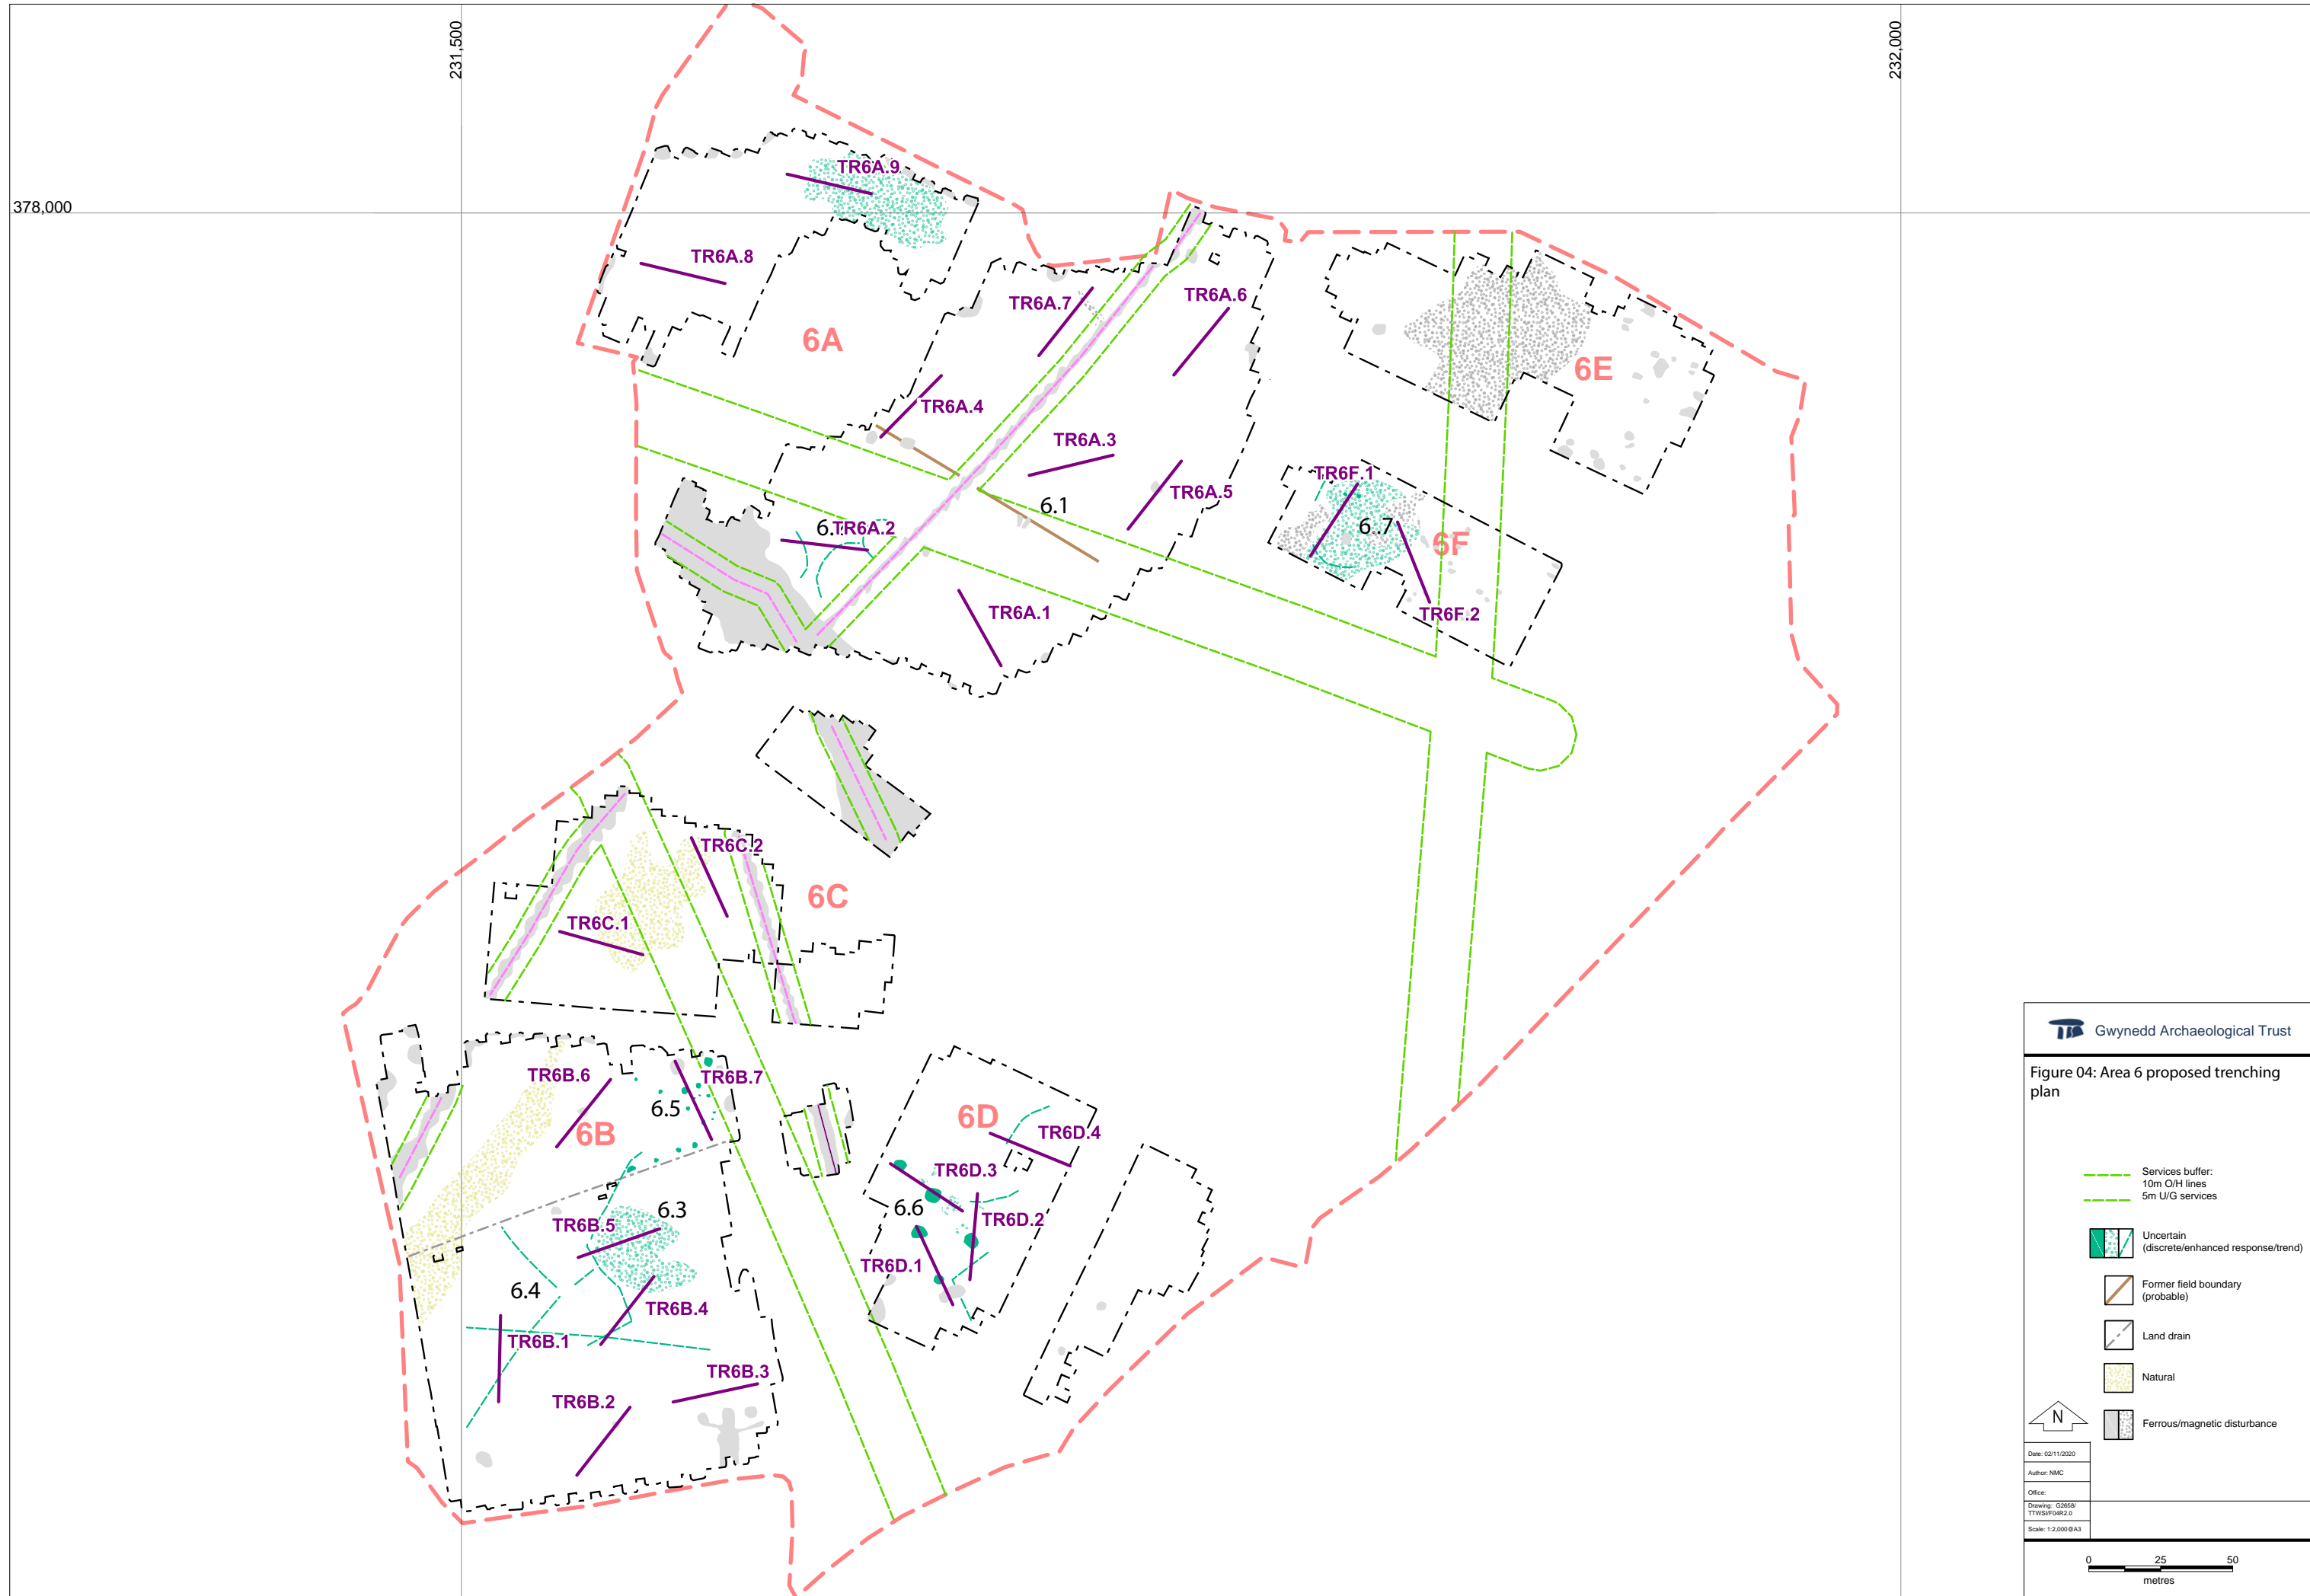 231,500
232,000
378,000
TR6A.9
TR6A.8
TR6A.7
TR6A.6
6A
6E
TR6A.4
TR6A.3
TR6A.5
6.1
TR6F.1
6.7
6F
TR6F.2
6.
TR6A.2
TR6A.1
TR6C.2
6C
TR6C.1
TR6B.6
TR6B.7
6.5
6B
6D
TR6D.4
TR6D.3
6.6
TR6D.2
TR6D.1
6.3
TR6B.5
6.4
TR6B.4
TR6B.1
TR6B.3
TR6B.2
Gwynedd Archaeological Trust
Figure 04: Area 6 proposed trenching
plan
Services buffer:
10m O/H lines
5m U/G services
Uncertain
(discrete/enhanced response/trend)
Former field boundary
(probable)
Land drain
Natural
Ferrous/magnetic disturbance
N
Date: 02/11/2020
Author: NMC
Office:
Drawing: G2658/
TTWSI/F04R2.0
Scale: 1:2,000@A3
0 25 50
metres